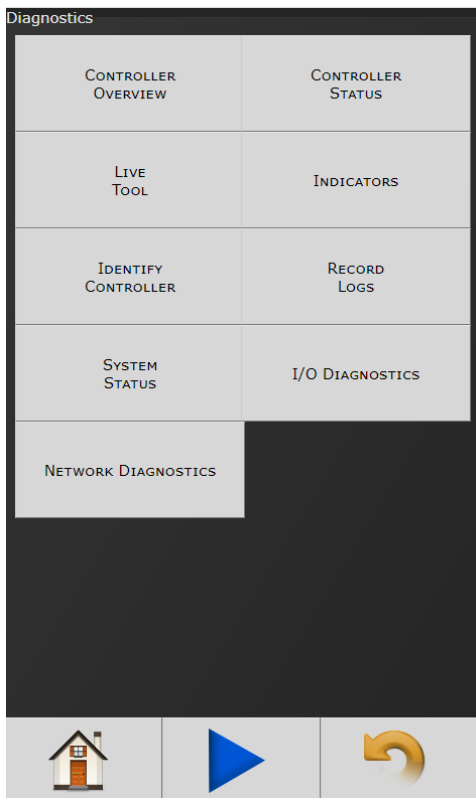 Diagnostics
Controller
Overview
Controller
Status
Live
Tool
Indicators
Identify
Controller
Record
Logs
System
Status
I/O Diagnostics
Network Diagnostics